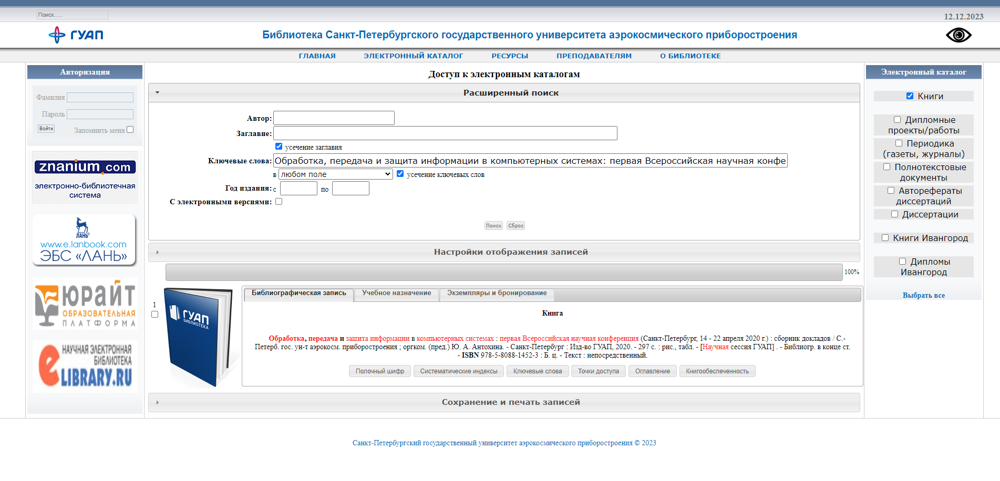 Поиск......
12.12.2023
ГУАП
Библиотека Санкт-Петербургского государственного университета аэрокосмического приборостроения
ГЛАВНАЯ ЭЛЕКТРОННЫЙ КАТАЛОГ РЕСУРСЫ ПРЕПОДАВАТЕЛЯМ О БИБЛИОТЕКЕ
Авторизация
Фамилия
Пароль
Войти Запомнить меня
znanium.com
электронно-библиотечная
система
ЛАНЬ®
www.e.lanbook.com
ЭБС «ЛАНЬ»
ЮРАЙТ
ОБРАЗОВАТЕЛЬНАЯ
ПЛАТФОРМА
НАУЧНАЯ ЭЛЕКТРОННАЯ
БИБЛИОТЕКА
eLIBRARY.RU
Доступ к электронным каталогам
Расширенный поиск
Автор:
Заглавие:
усечение заглавия
Ключевые слова: Обработка, передача и защита информации в компьютерных системах: первая Всероссийская научная конфе
в любом поле усечение ключевых слов
Год издания: с по
С электронными версиями:
Поиск Сброс
Настройки отображения записей
100%
1
ГУАП
БИБЛИОТЕКА
Библиографическая запись Учебное назначение Экземпляры и бронирование
Книга
Обработка, передача и защита информации в компьютерных системах : первая Всероссийская научная конференция (Санкт-Петербург, 14 - 22 апреля 2020 г.) : сборник докладов / С.-
Петерб. гос. ун-т аэрокосм. приборостроения ; оргком. (пред.) Ю. А. Антохина. - Санкт-Петербург : Изд-во ГУАП, 2020. - 297 с. : рис., табл. - [Научная сессия ГУАП] . - Библиогр. в конце ст.
- ISBN 978-5-8088-1452-3 : Б. ц. - Текст : непосредственный.
Полочный шифр Систематические индексы Ключевые слова Точки доступа Оглавление Книгообеспеченность
Сохранение и печать записей
Электронный каталог
Книги
Дипломные
проекты/работы
Периодика
(газеты, журналы)
Полнотекстовые
документы
Авторефераты
диссертаций
Диссертации
Книги Ивангород
Дипломы
Ивангород
Выбрать все
Санкт-Петербургский государственный университет аэрокосмического приборостроения © 2023